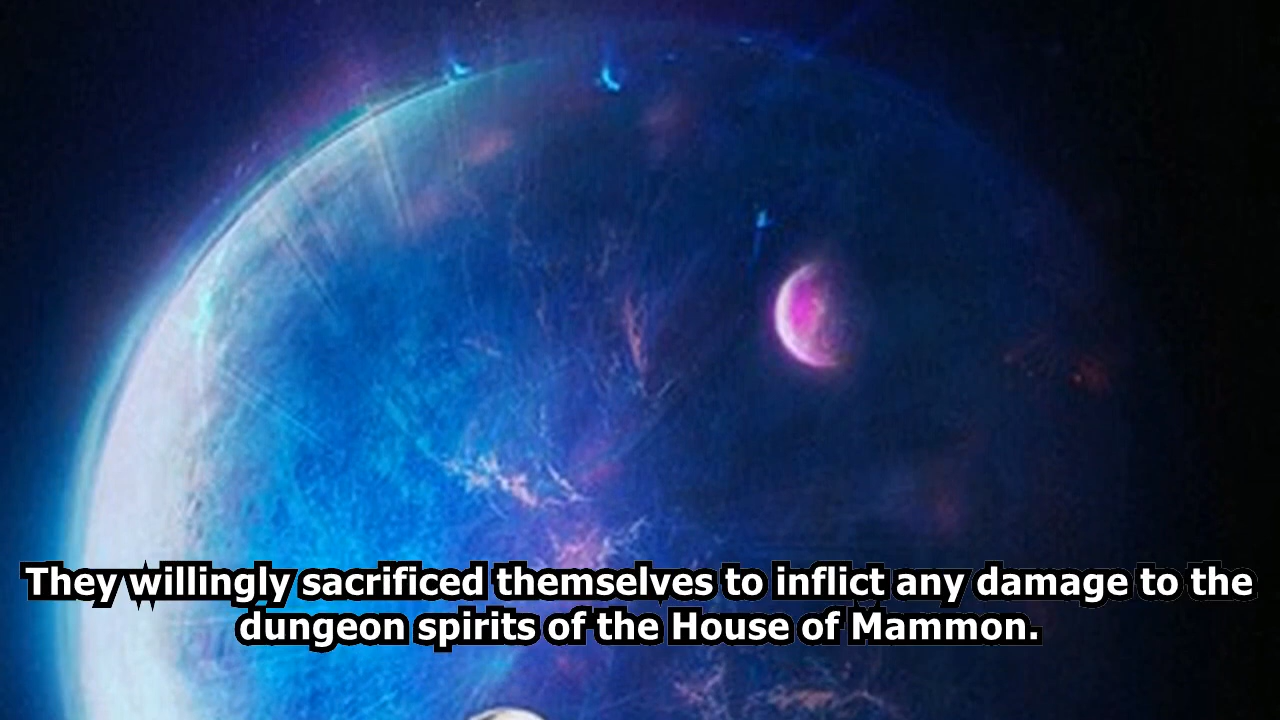 They willingly sacrificed themselves to inflict any damage to the
dungeon spirits of the House of Mammon.